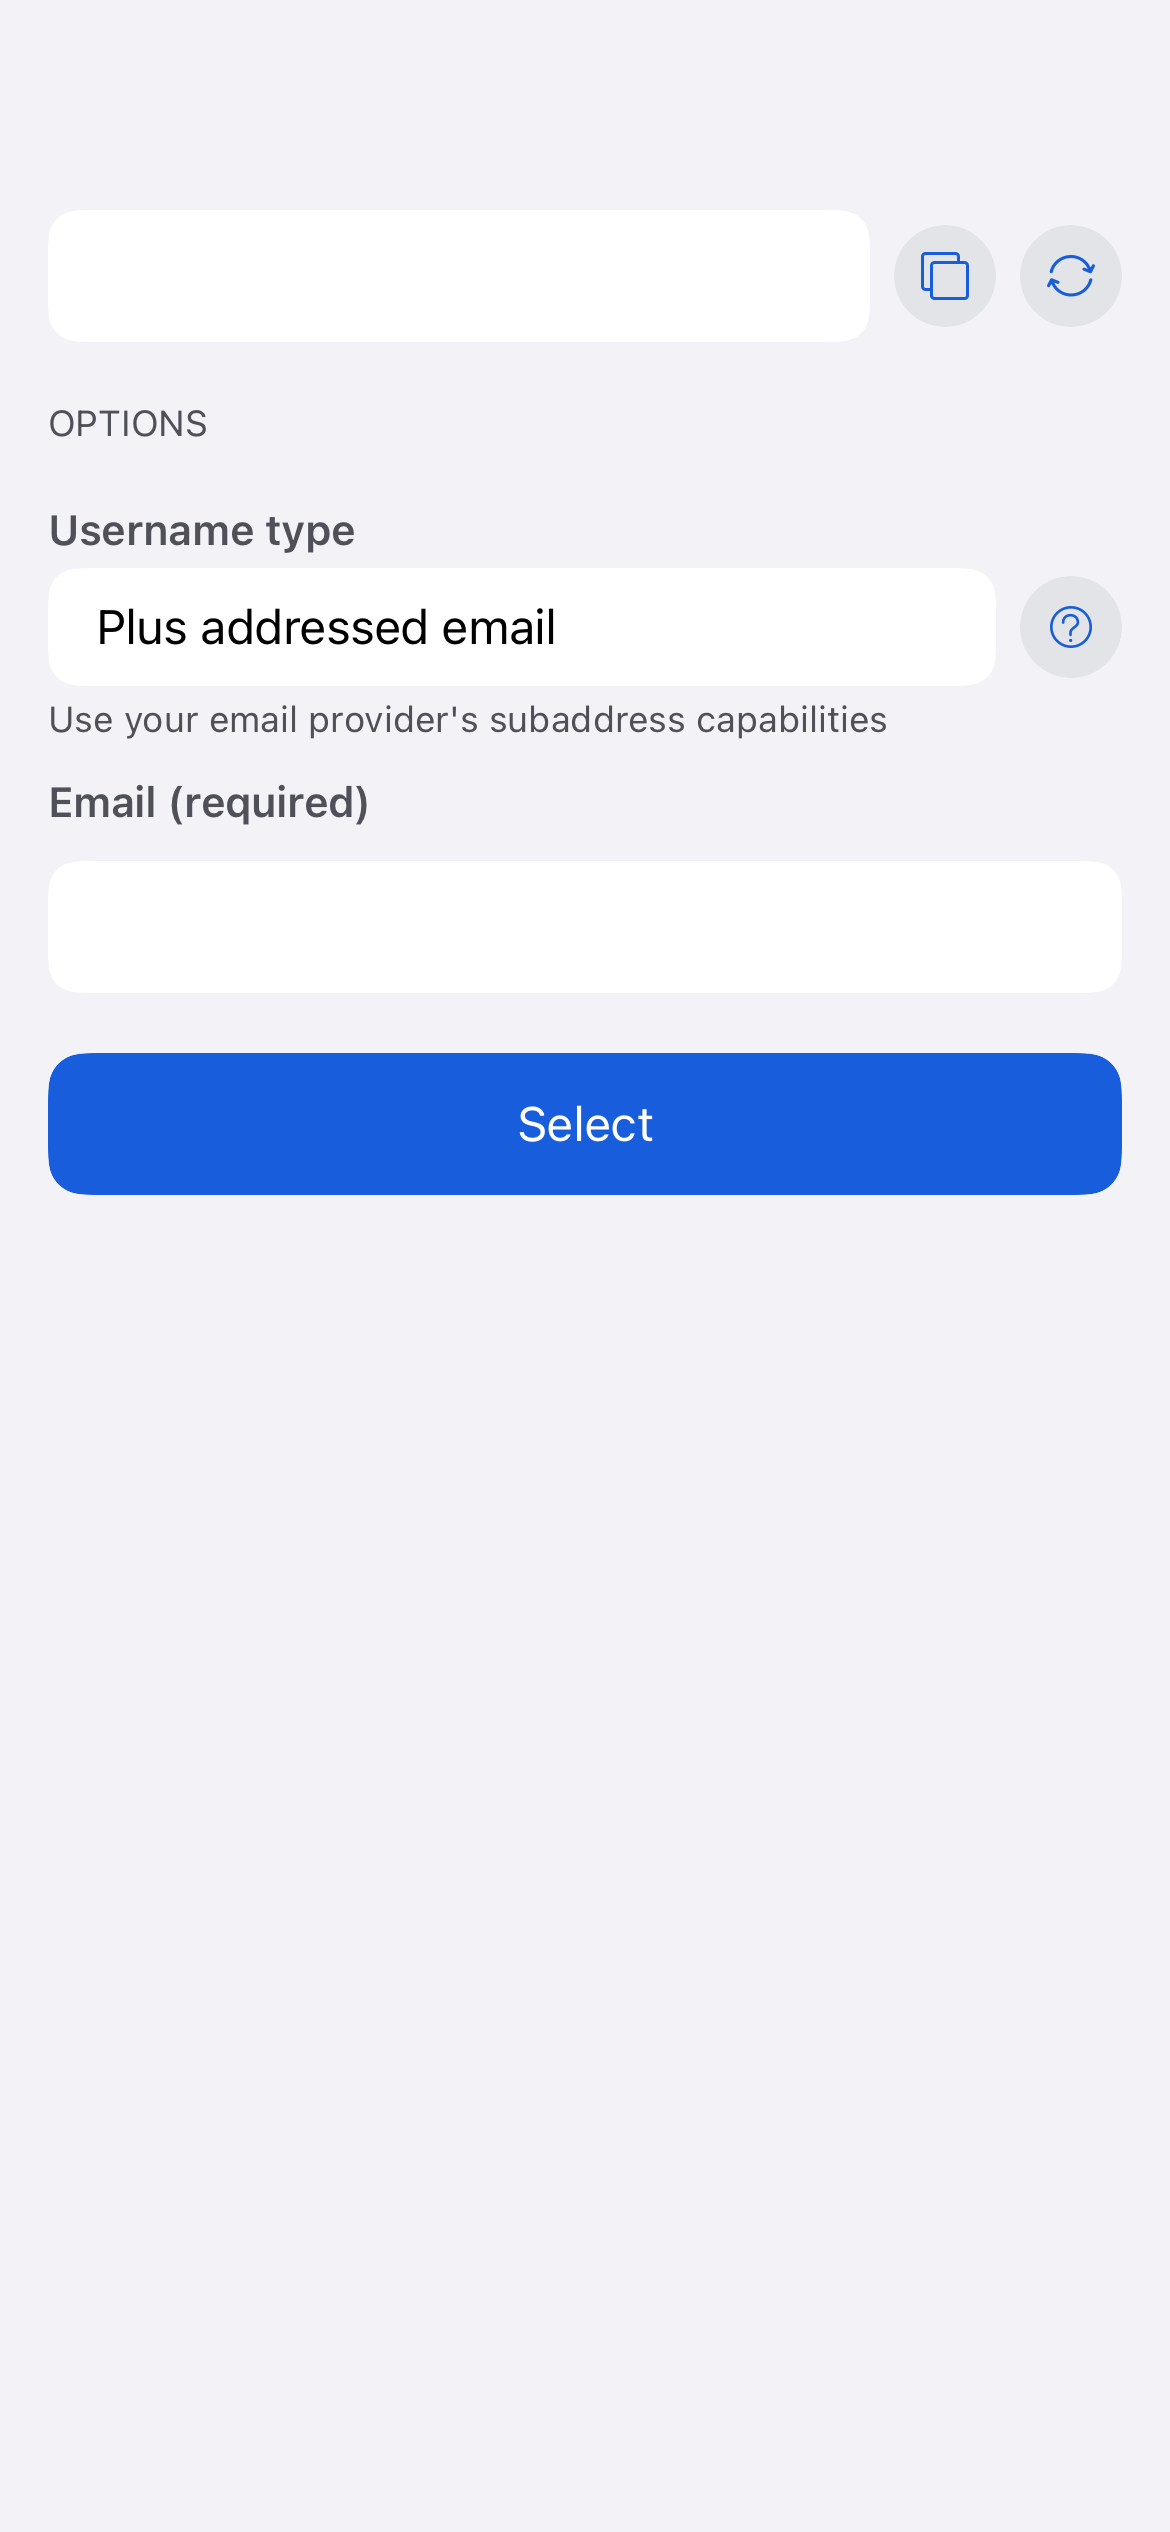 OPTIONS
Username type
Plus addressed email
Use your email provider's subaddress capabilities
Email (required)
Select